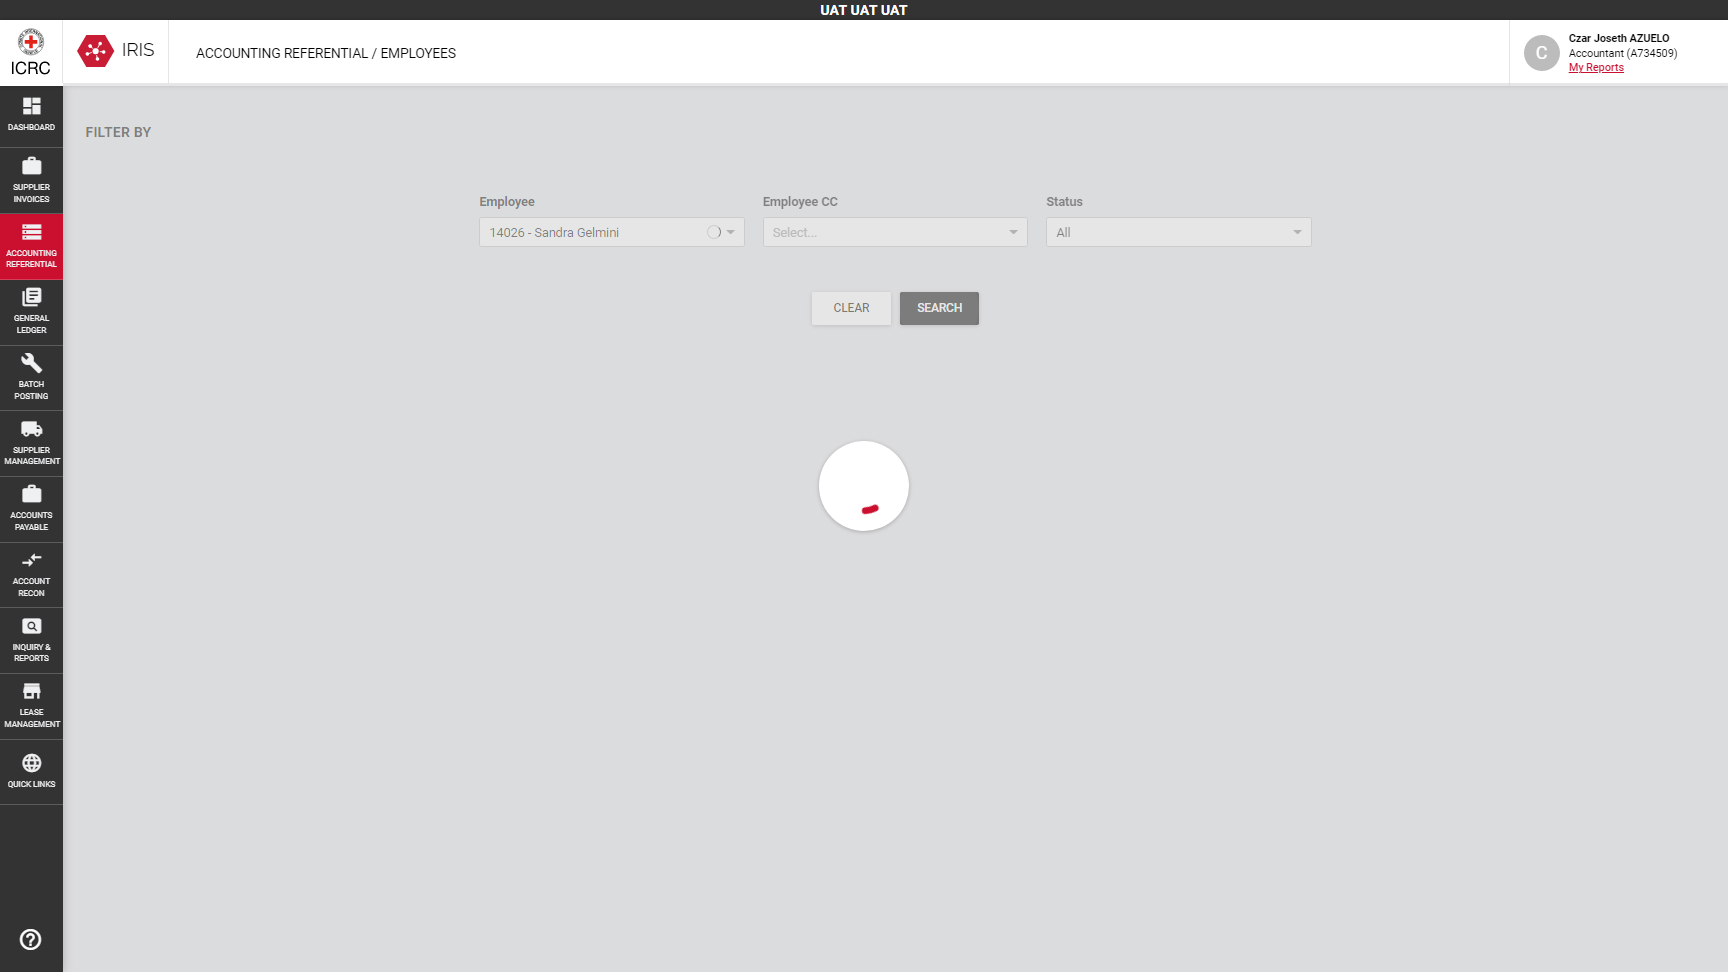 UAT UAT UAT
ICRC
IRIS
ACCOUNTING REFERENTIAL / EMPLOYEES
C
Czar Joseth AZUELO
Accountant (A734509)
My Reports
DASHBOARD
SUPPLIER
INVOICES
ACCOUNTING
REFERENTIAL
GENERAL
LEDGER
BATCH
POSTING
SUPPLIER
MANAGEMENT
ACCOUNTS
PAYABLE
ACCOUNT
RECON
INQUIRY &
REPORTS
LEASE
MANAGEMENT
QUICK LINKS
FILTER BY
Employee
14026 - Sandra Gelmini
Employee CC
Select...
Status
All
CLEAR
SEARCH